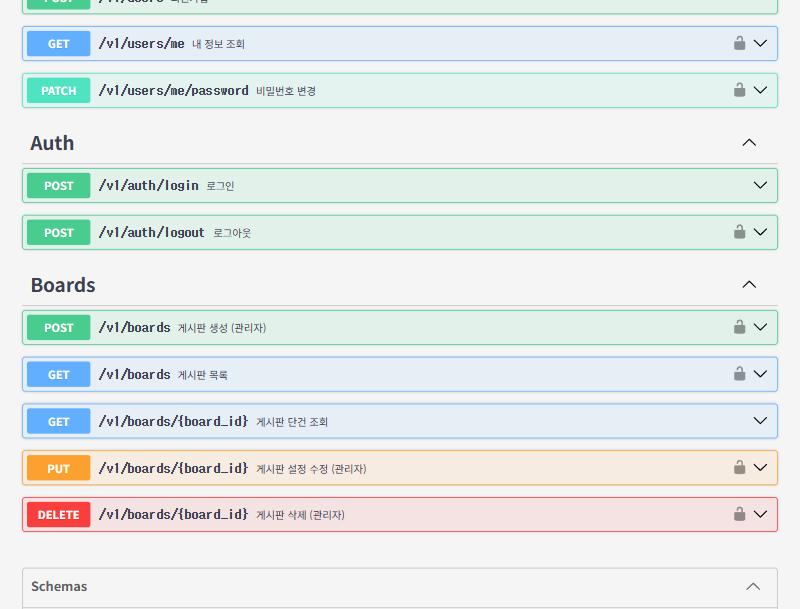 GET /v1/users/me 내 정보 조회
PATCH /v1/users/me/password 비밀번호 변경
Auth
POST /v1/auth/login 로그인
POST /v1/auth/logout 로그아웃
Boards
POST /v1/boards 게시판 생성 (관리자)
GET /v1/boards 게시판 목록
GET /v1/boards/{board_id} 게시판 단건 조회
PUT /v1/boards/{board_id} 게시판 설정 수정 (관리자)
DELETE /v1/boards/{board_id} 게시판 삭제 (관리자)
Schemas